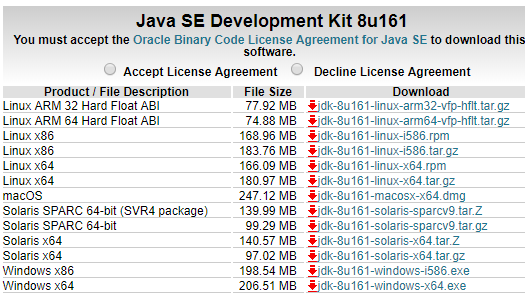 Java SE Development Kit 8u161
You must accept the Oracle Binary Code License Agreement for Java SE to download this
software.
Accept License Agreement Decline License Agreement
Product / File Description File Size Download
Linux ARM 32 Hard Float ABI 77.92 MB jdk-8u161-linux-arm32-vfp-hflt.tar.gz
Linux ARM 64 Hard Float ABI 74.88 MB jdk-8u161-linux-arm64-vfp-hflt.tar.gz
Linux x86 168.96 MB jdk-8u161-linux-i586.rpm
Linux x86 183.76 MB jdk-8u161-linux-i586.tar.gz
Linux x64 166.09 MB jdk-8u161-linux-x64.rpm
Linux x64 180.97 MB jdk-8u161-linux-x64.tar.gz
macOS 247.12 MB jdk-8u161-macosx-x64.dmg
Solaris SPARC 64-bit (SVR4 package) 139.99 MB jdk-8u161-solaris-sparcv9.tar.Z
Solaris SPARC 64-bit 99.29 MB jdk-8u161-solaris-sparcv9.tar.gz
Solaris x64 140.57 MB jdk-8u161-solaris-x64.tar.Z
Solaris x64 97.02 MB jdk-8u161-solaris-x64.tar.gz
Windows x86 198.54 MB jdk-8u161-windows-i586.exe
Windows x64 206.51 MB jdk-8u161-windows-x64.exe